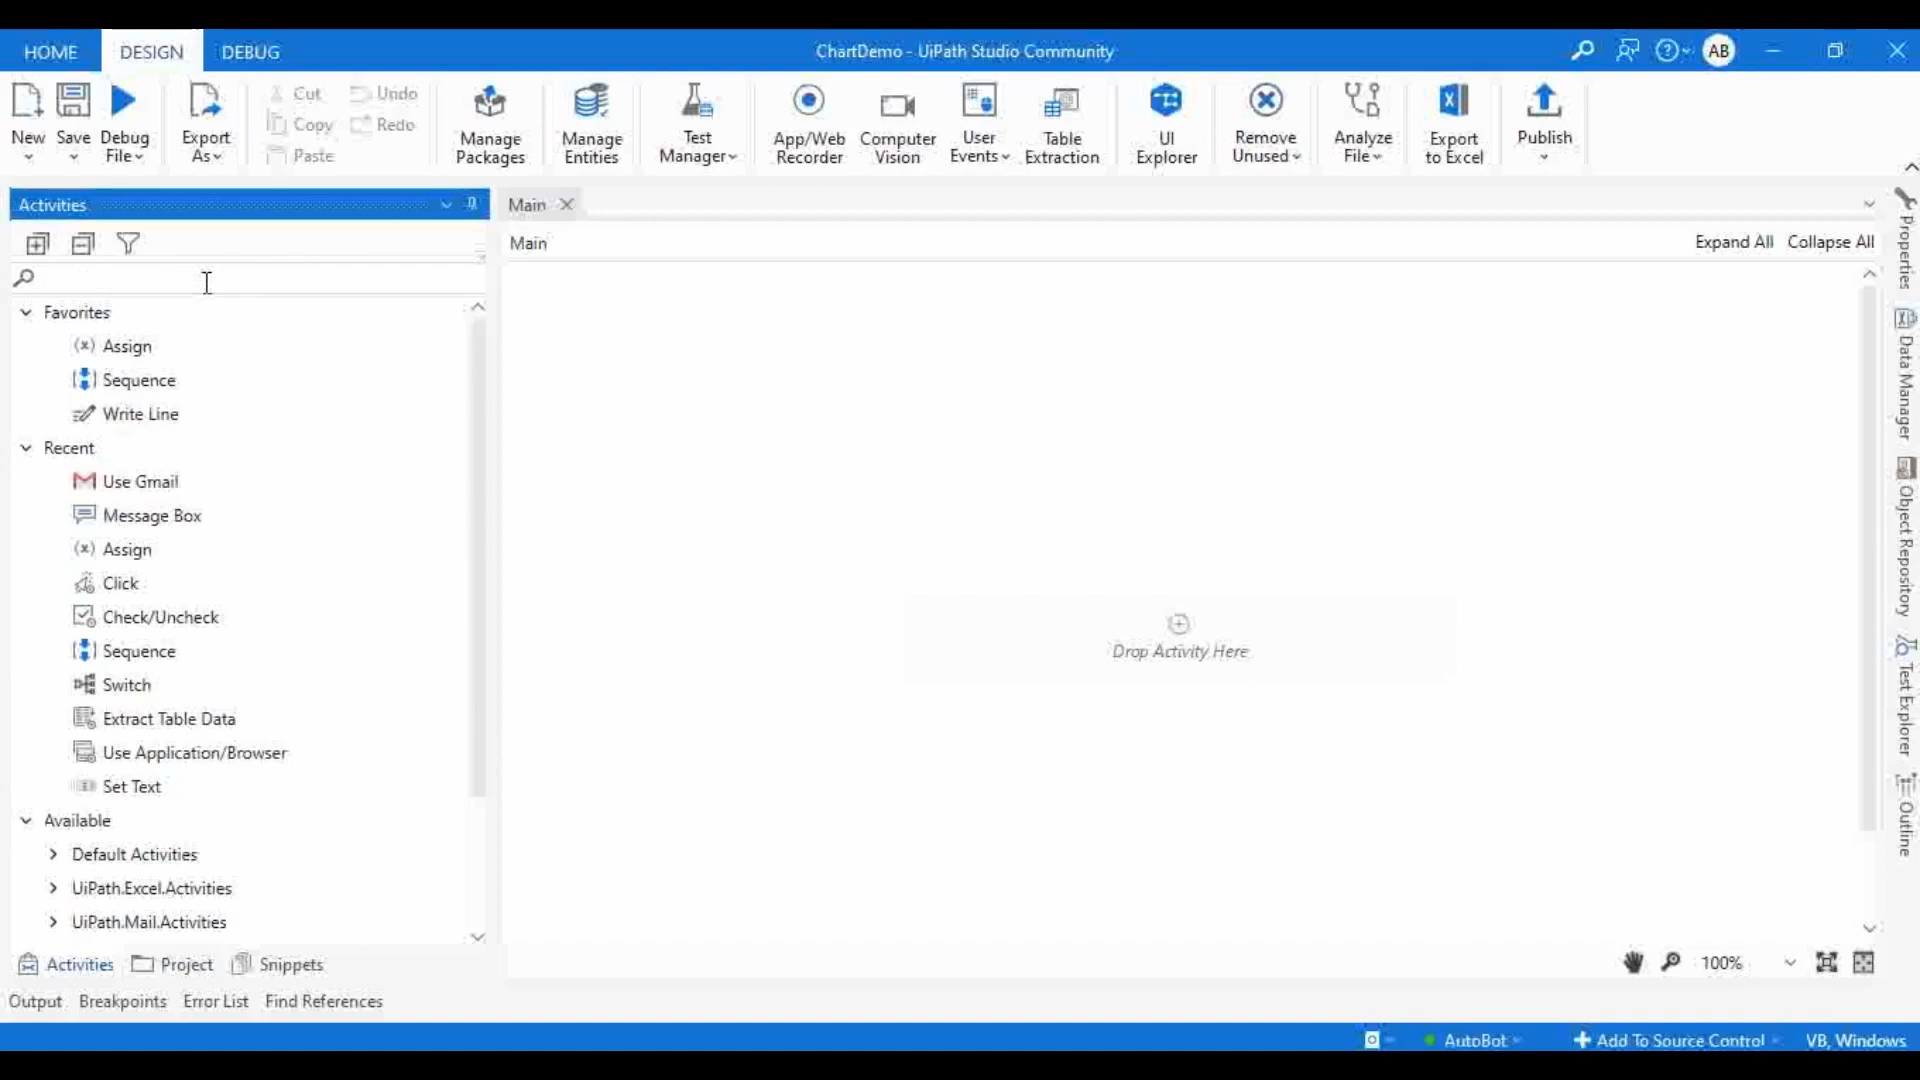 HOME DESIGN DEBUG ChartDemo - UiPath Studio Community AB
New Save Debug File Export As Cut Copy Paste Undo Redo Manage Packages Manage Entities Test Manager App/Web Recorder Computer Vision User Events Table Extraction UI Explorer Remove Unused Analyze File Export to Excel Publish
Activities
Main
Main
Expand All Collapse All
Favorites
Assign
Sequence
Write Line
Recent
Use Gmail
Message Box
Assign
Click
Check/Uncheck
Sequence
Switch
Extract Table Data
Use Application/Browser
Set Text
Available
Default Activities
UiPath.Excel.Activities
UiPath.Mail.Activities
Drop Activity Here
Properties
Data Manager
Object Repository
Test Explorer
Outline
Activities Project Snippets
100%
Output Breakpoints Error List Find References
AutoBot Add To Source Control VB, Windows